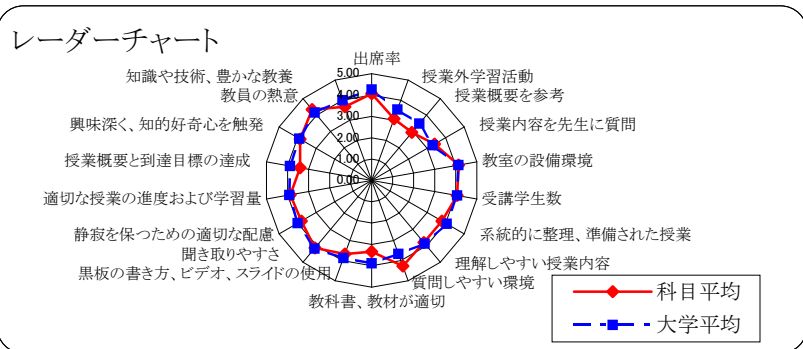 レーダーチャート
出席率
授業外学習活動
授業概要を参考
授業内容を先生に質問
教室の設備環境
受講学生数
系統的に整理、準備された授業
理解しやすい授業内容
質問しやすい環境
教科書、教材が適切
黒板の書き方、ビデオ、スライドの使用
聞き取りやすさ
静寂を保つための適切な配慮
適切な授業の進度および学習量
授業概要と到達目標の達成
興味深く、知的好奇心を触発
教員の熱意
知識や技術、豊かな教養
5.00
4.00
3.00
2.00
1.00
0.00
科目平均
大学平均